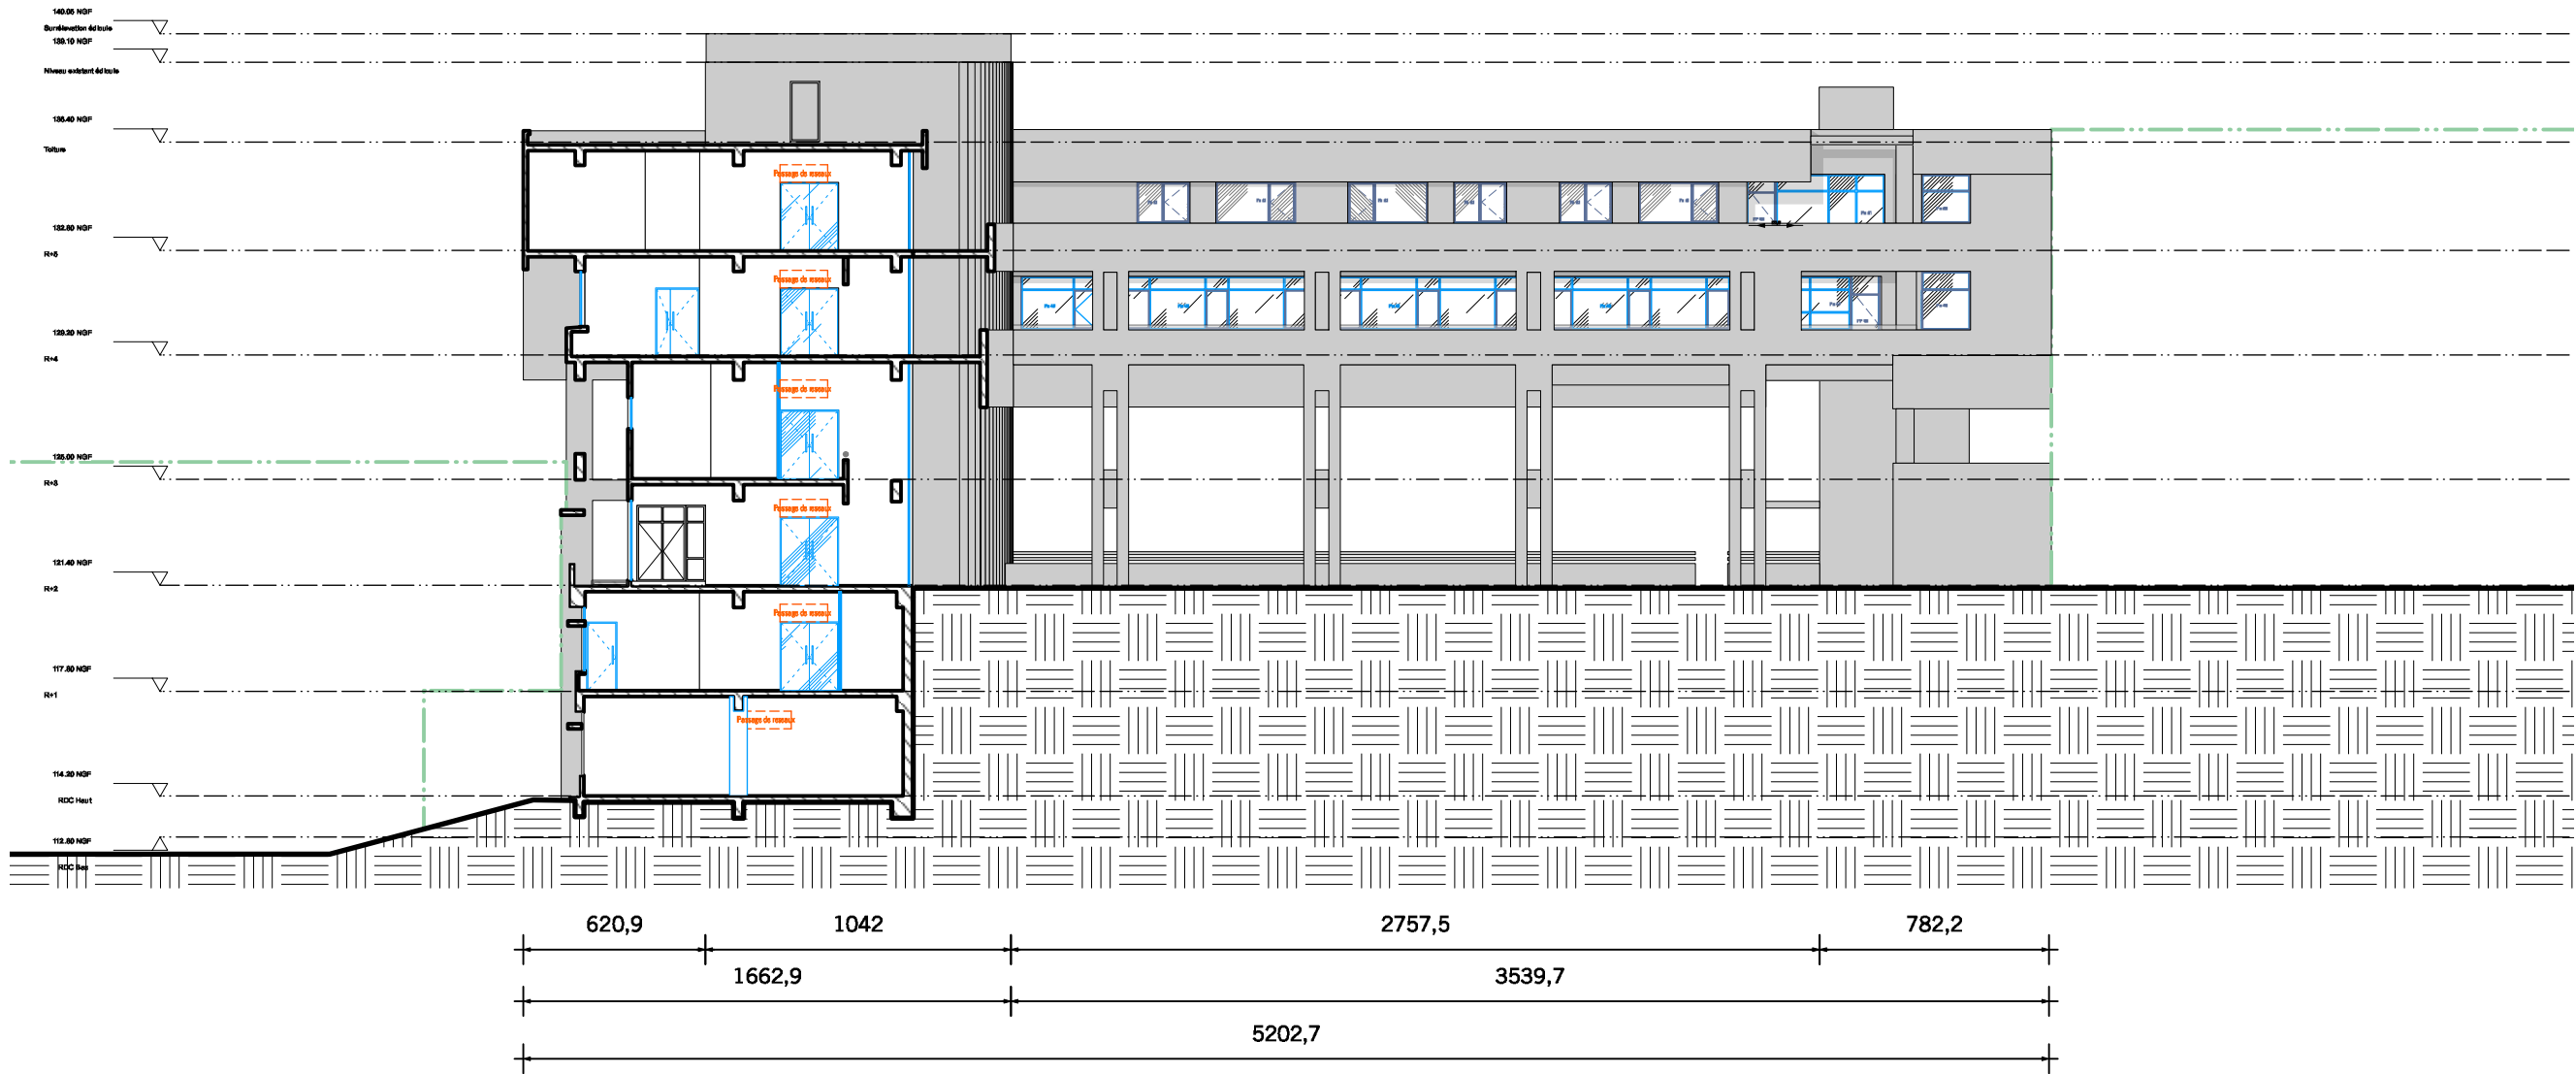 140.05 NGF
Surrélévation édicule
139.10 NGF
Niveau existant édicule
136.40 NGF
Toiture
132.80 NGF
R+5
129.20 NGF
R+4
125.00 NGF
R+3
121.40 NGF
R+2
117.80 NGF
R+1
114.20 NGF
RDC Haut
112.80 NGF
RDC Bas
Passage de reseaux
Passage de reseaux
Passage de reseaux
Passage de reseaux
Passage de reseaux
Passage de reseaux
620,9
1042
2757,5
782,2
1662,9
3539,7
5202,7